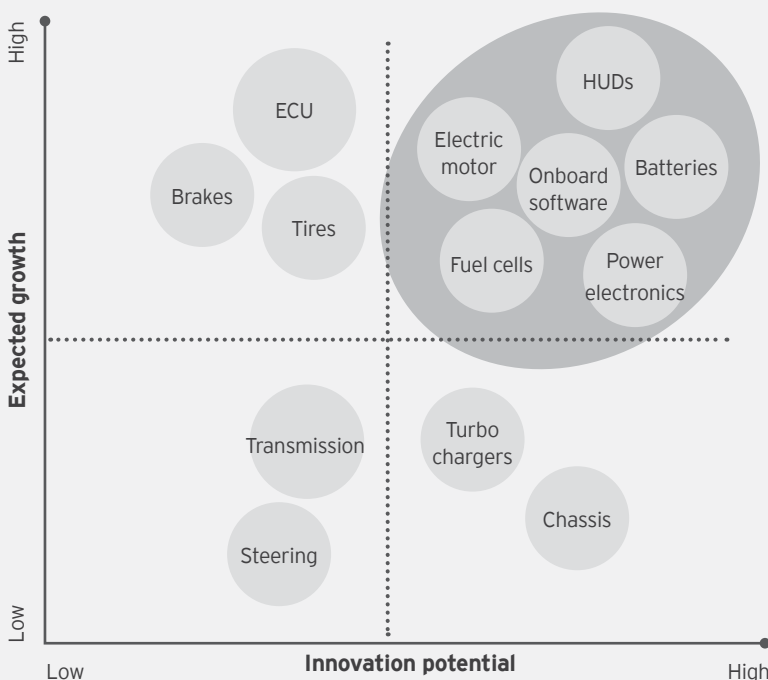 High
HUDs
ECU
Electric
motor
Onboard
software
Batteries
Brakes
Tires
Fuel cells
Power
electronics
Expected growth
Transmission
Turbo
chargers
Chassis
Steering
Low
Low
Innovation potential
High